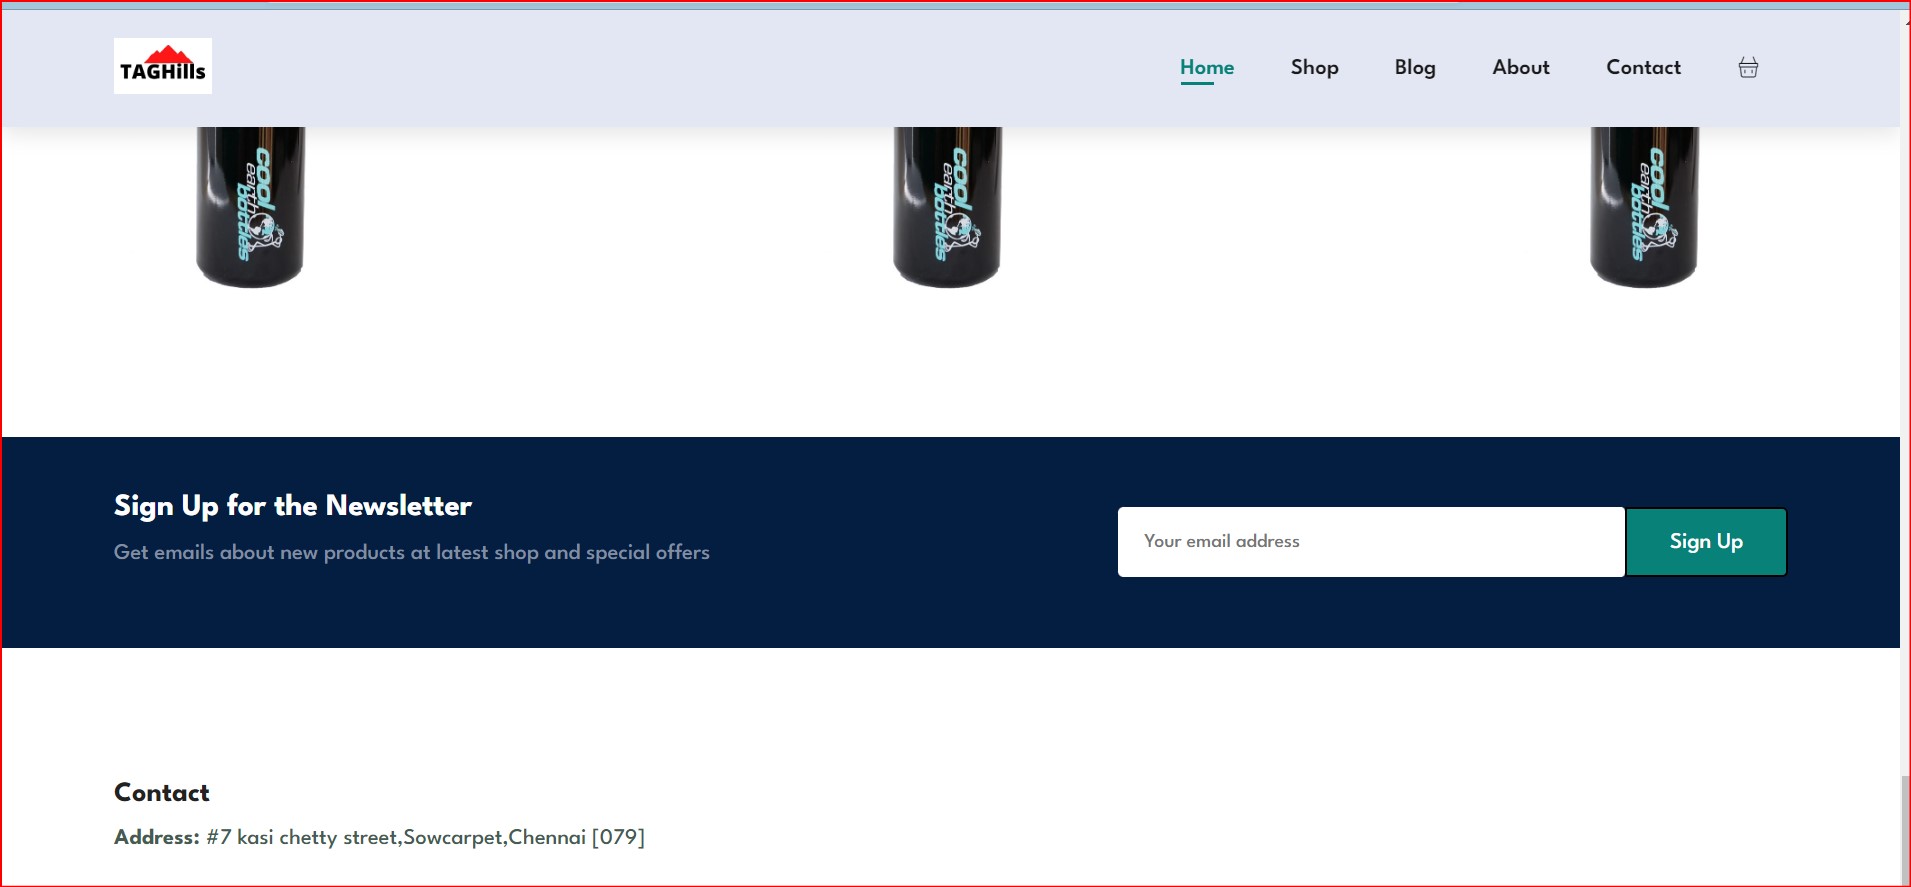 TAGHills
Home Shop Blog About Contact
cool earth bottles
cool earth bottles
cool earth bottles
Sign Up for the Newsletter
Get emails about new products at latest shop and special offers
Your email address
Sign Up
Contact
Address: #7 kasi chetty street,Sowcarpet,Chennai [079]